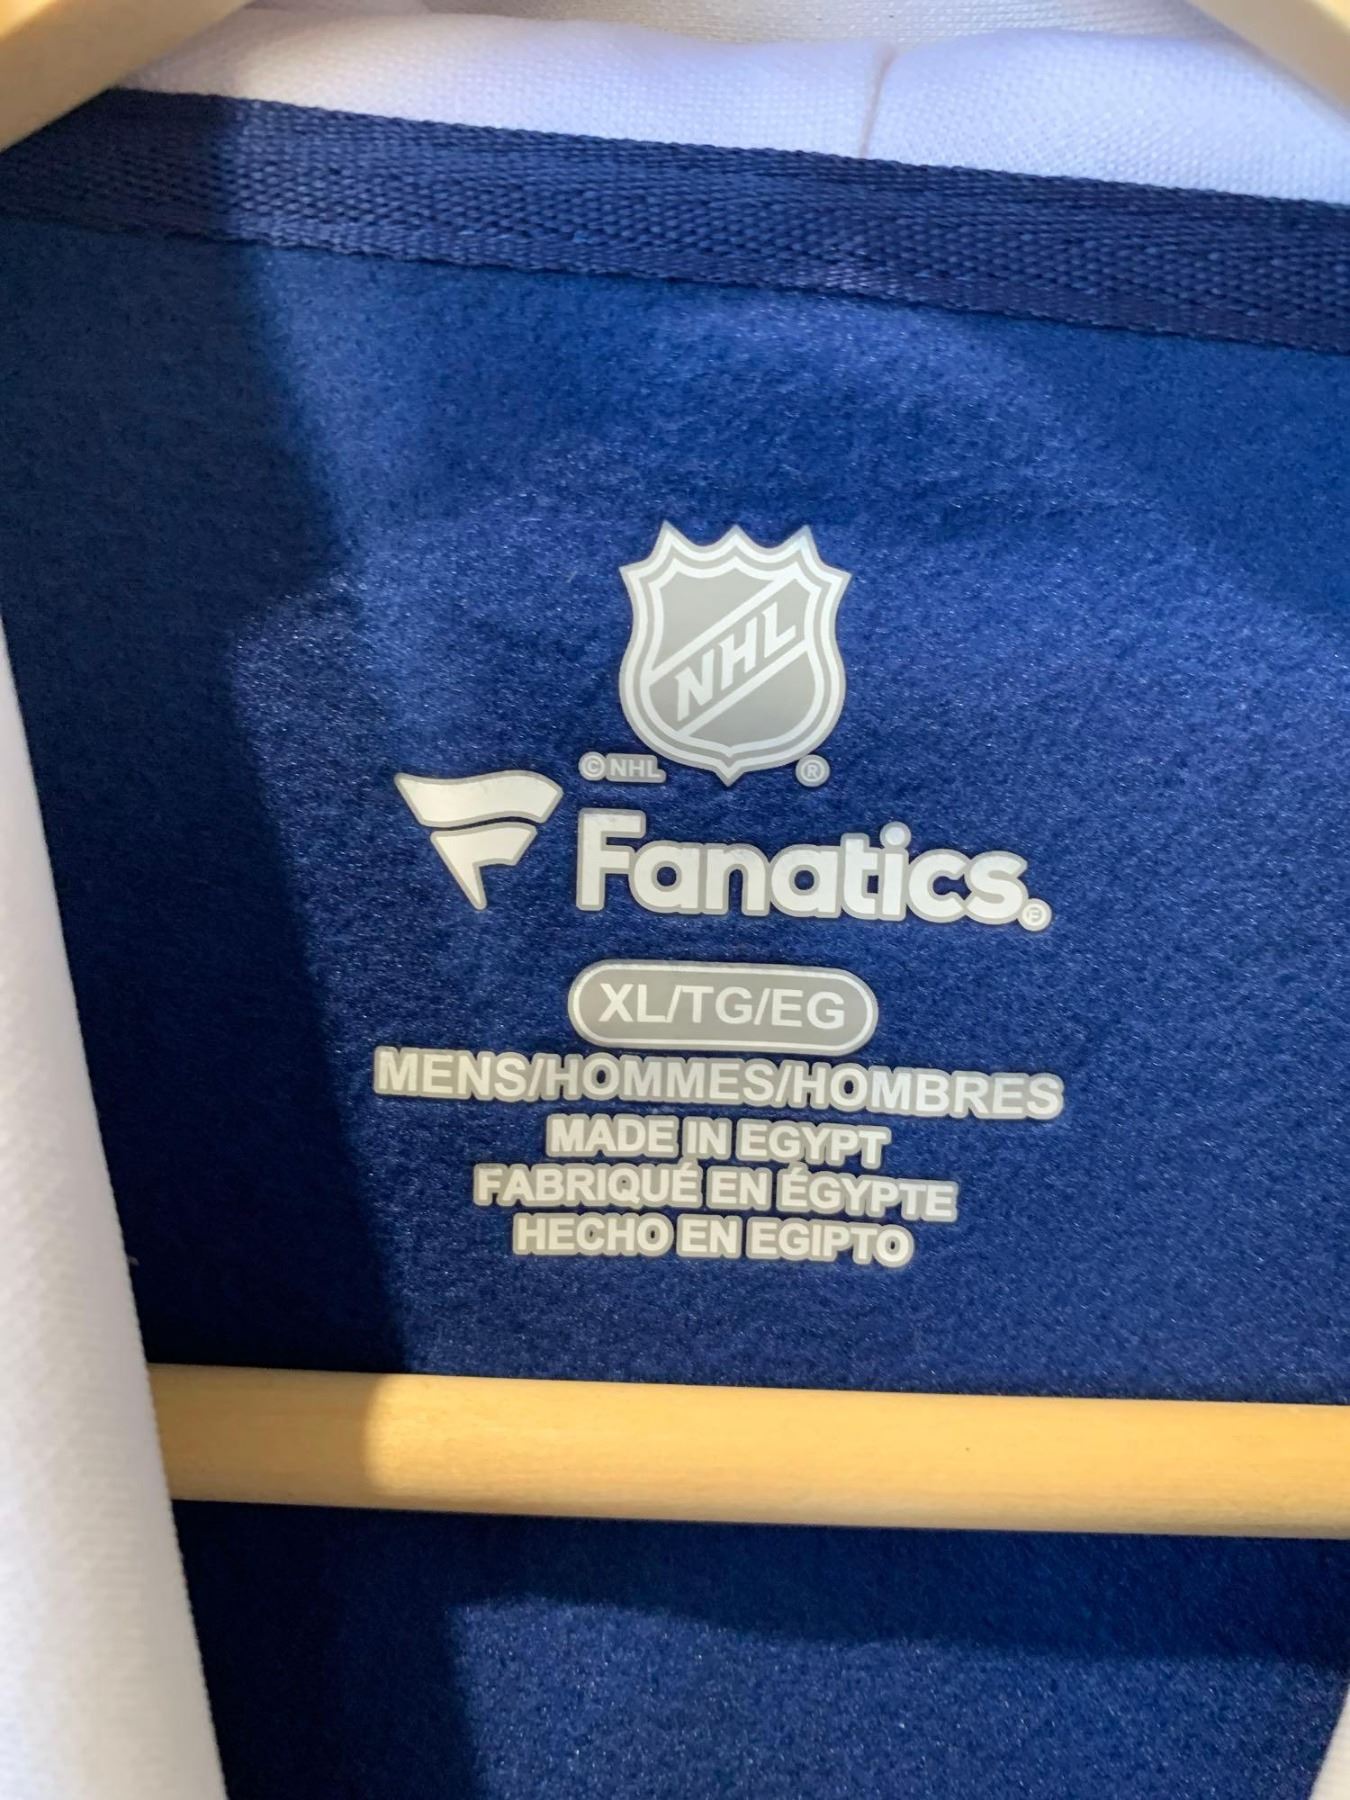 NHL
© NHL ®
Fanatics.
XL/TG/EG
MENS/HOMMES/HOMBRES
MADE IN EGYPT
FABRIQUÉ EN ÉGYPTE
HECHO EN EGIPTO